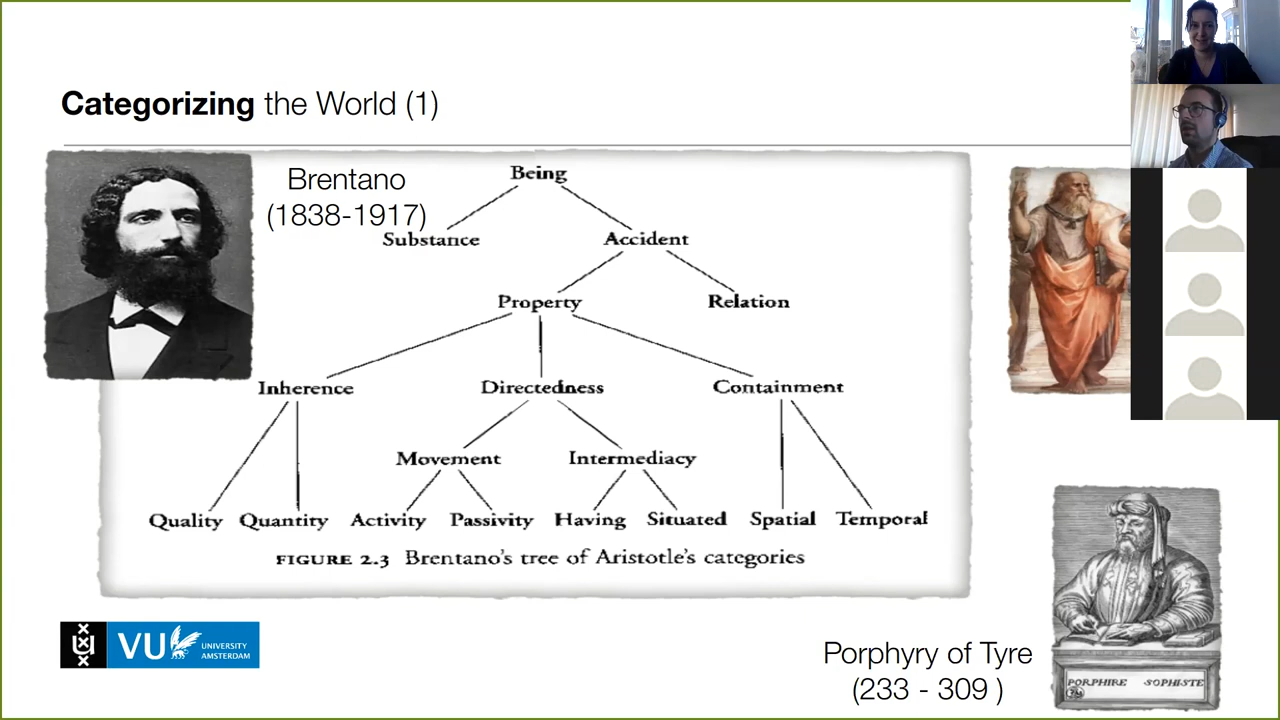 Categorizing the World (1)
Brentano
(1838-1917)
Being
Substance Accident
Property Relation
Inherence Directedness Containment
Movement Intermediacy
Quality Quantity Activity Passivity Having Situated Spatial Temporal
FIGURE 2.3 Brentano's tree of Aristotle's categories
VU UNIVERSITY
AMSTERDAM
Porphyry of Tyre
(233 - 309 )
PORPHIRE SOPHISTE